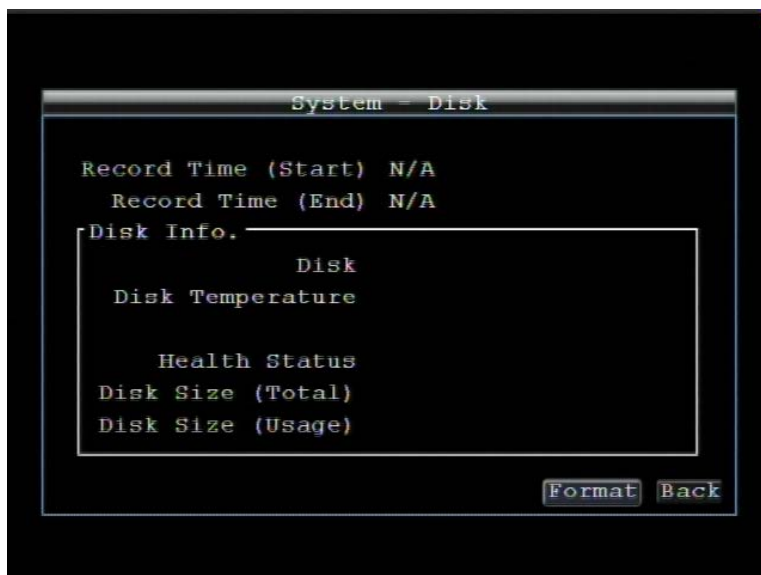 System - Disk
Record Time (Start) N/A
Record Time (End) N/A
Disk Info.
Disk
Disk Temperature
Health Status
Disk Size (Total)
Disk Size (Usage)
Format Back